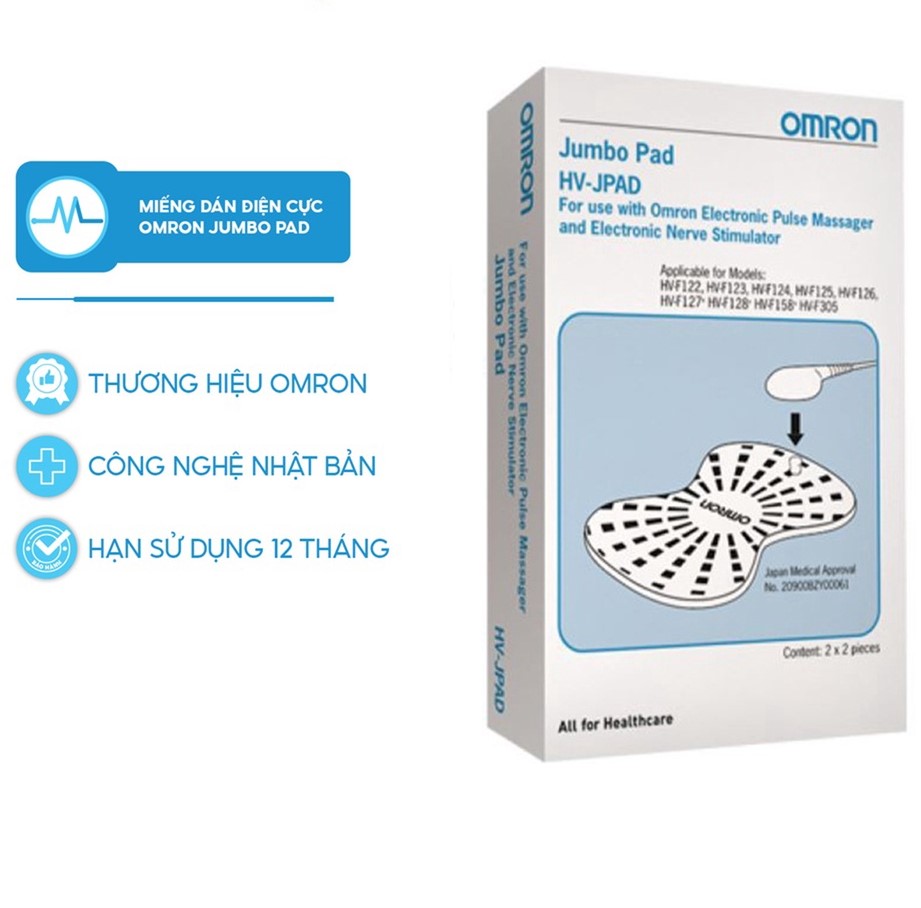 MIẾNG DÁN ĐIỆN CỰC
OMRON JUMBO PAD
THƯƠNG HIỆU OMRON
CÔNG NGHỆ NHẬT BẢN
BẢO HÀNH
HẠN SỬ DỤNG 12 THÁNG
OMRON
For use with Omron Electronic Pulse Massager
and Electronic Nerve Stimulator
Jumbo Pad
HV-JPAD
OMRON
Jumbo Pad
HV-JPAD
For use with Omron Electronic Pulse Massager
and Electronic Nerve Stimulator
Applicable for Models:
HV-F122, HV-F123, HV-F124, HV-F125, HV-F126,
HV-F127* HV-F128* HV-F158* HV-F305
OMRON
Japan Medical Approval
No. 20900BZY00061
Content: 2 x 2 pieces
All for Healthcare